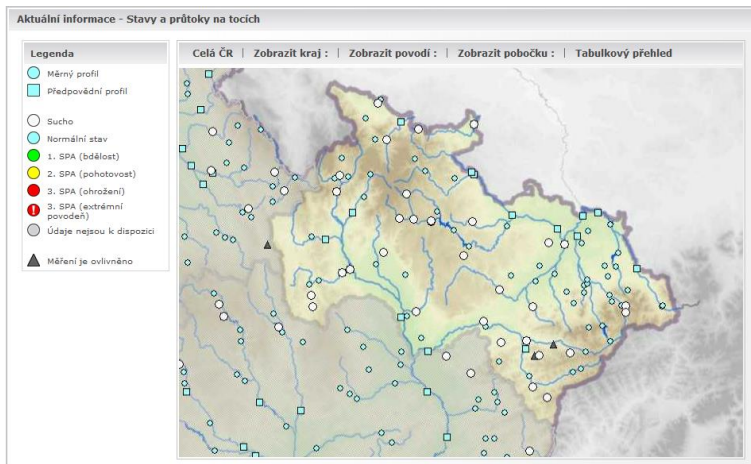 Aktuální informace - Stavy a průtoky na tocích
Legenda
Měrný profil
Předpovědní profil
Sucho
Normální stav
1. SPA (bdělost)
2. SPA (pohotovost)
3. SPA (ohrožení)
3. SPA (extrémní
povodeň)
Údaje nejsou k dispozici
Měření je ovlivněno
Celá ČR | Zobrazit kraj : | Zobrazit povodí : | Zobrazit pobočku : | Tabulkový přehled